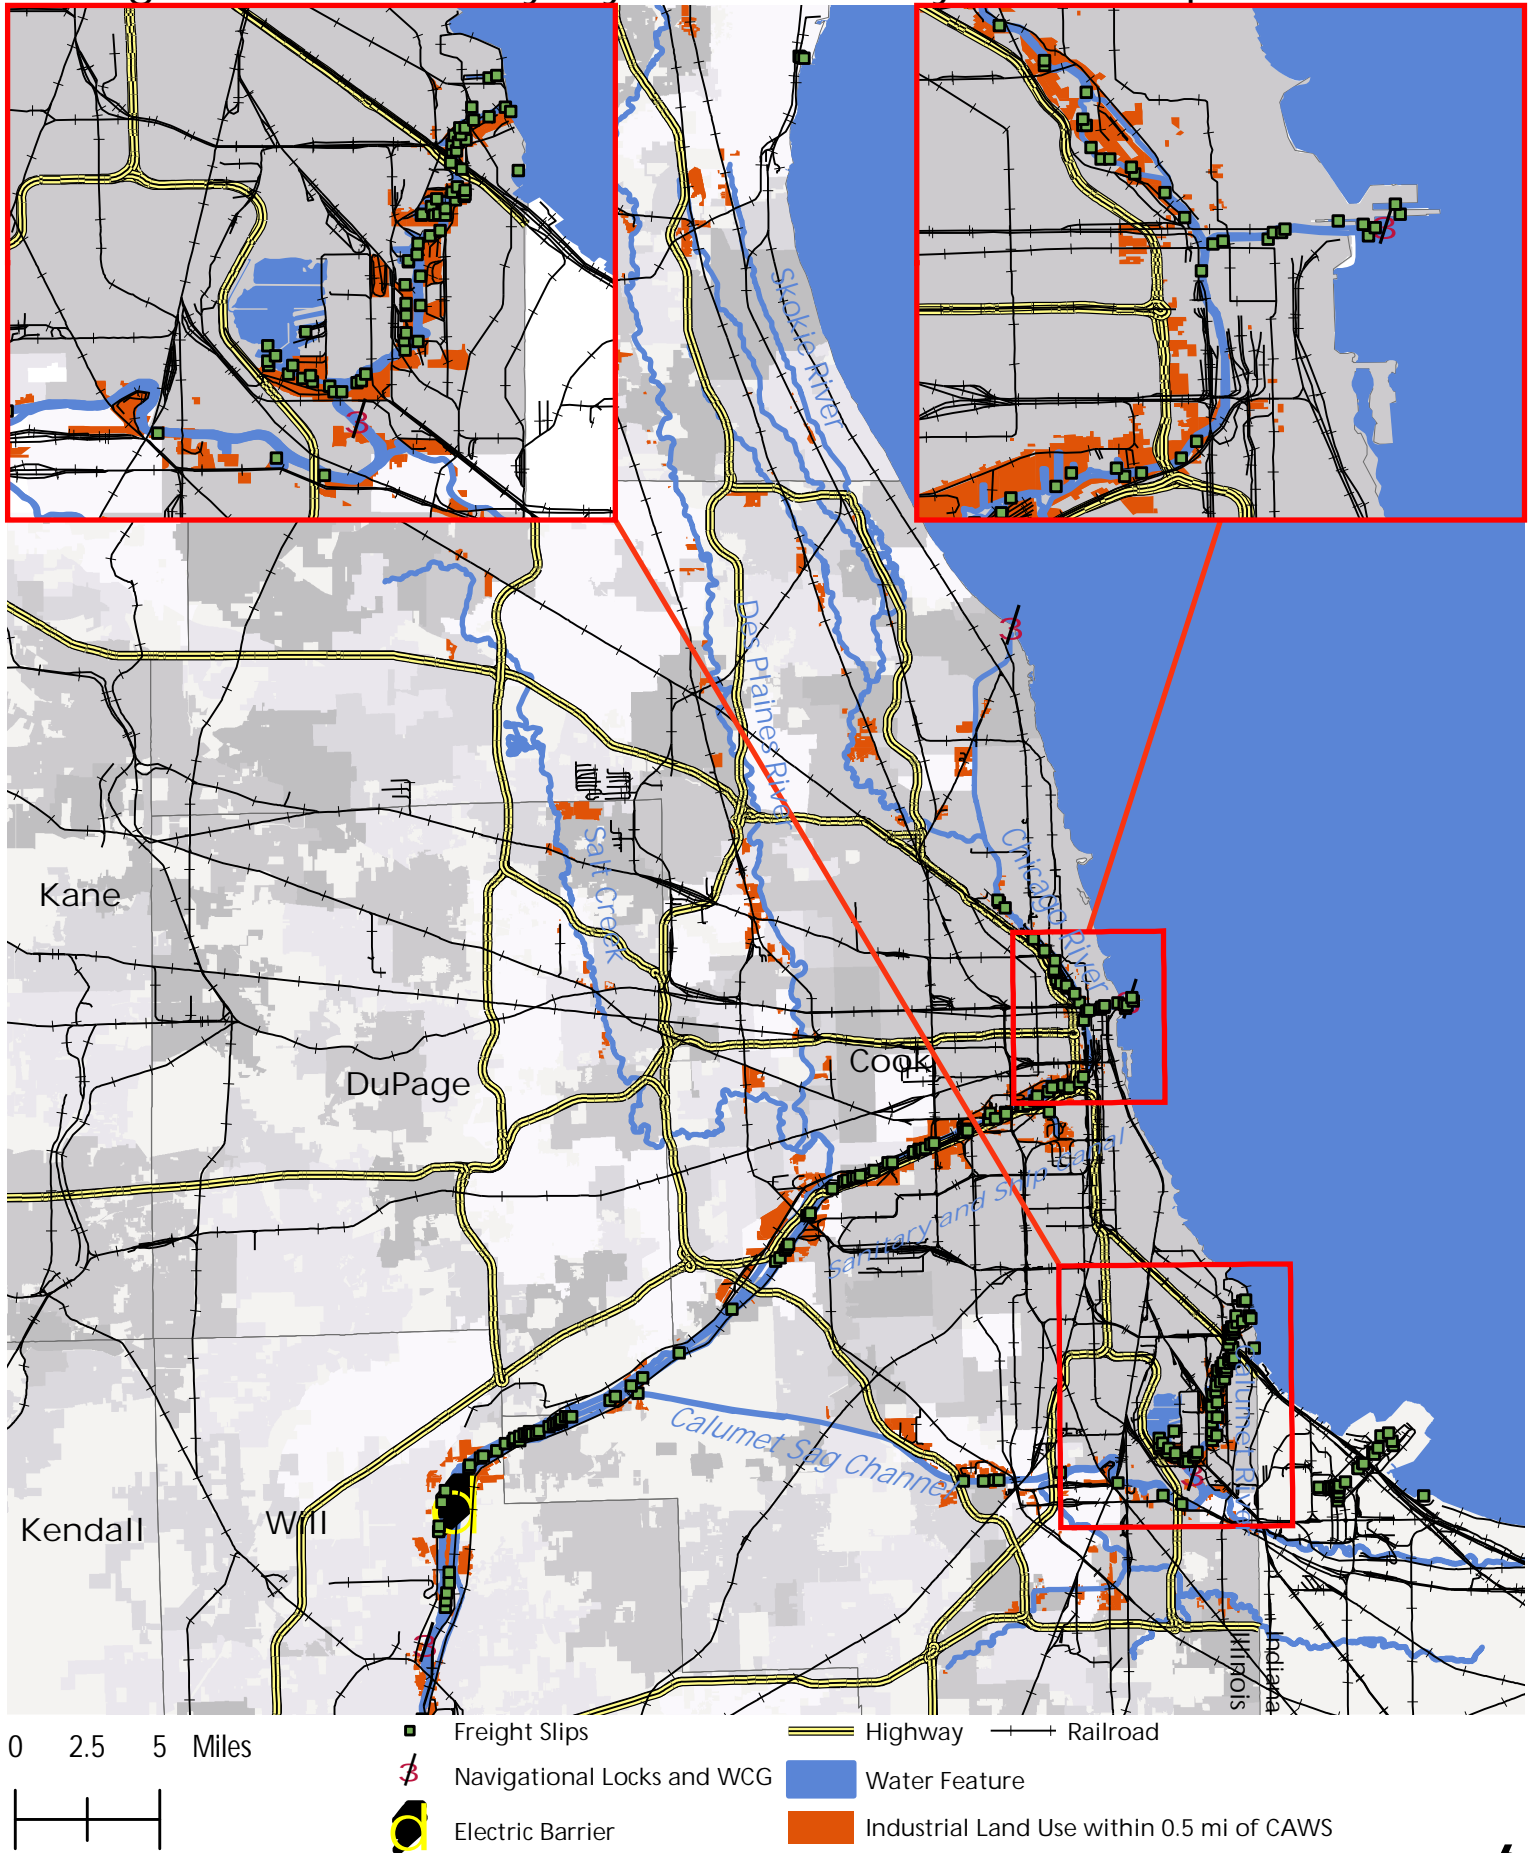 Skokie River
Des Plaines River
Salt Creek
Chicago River
Kane
DuPage
Cook
Sanitary and Ship Canal
Calumet Sag Channel
Calumet River
Kendall
Will
Illinois
Indiana
0 2.5 5 Miles
Freight Slips
Navigational Locks and WCG
Electric Barrier
Highway
Railroad
Water Feature
Industrial Land Use within 0.5 mi of CAWS